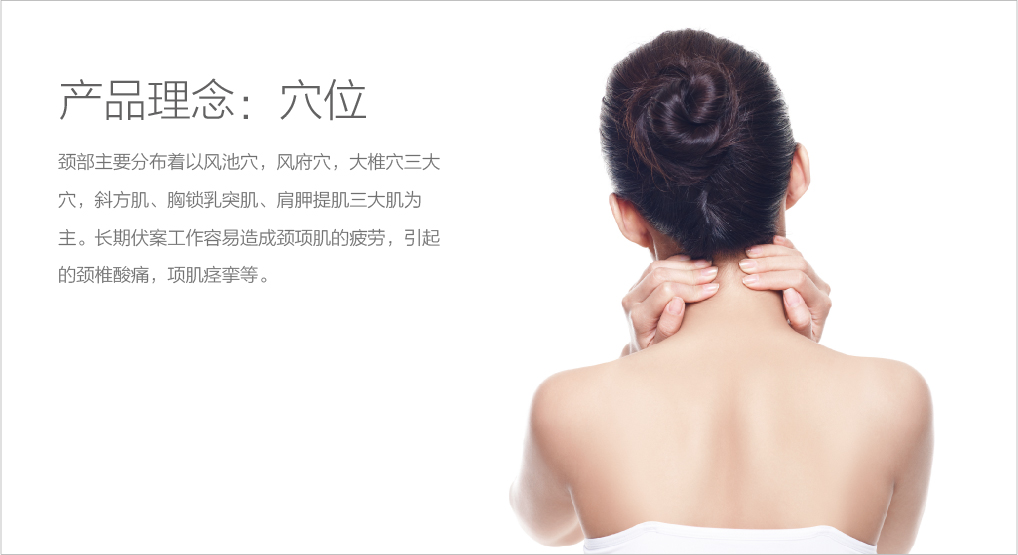 产品理念：穴位
颈部主要分布着以风池穴，风府穴，大椎穴三大
穴，斜方肌、胸锁乳突肌、肩胛提肌三大肌为
主。长期伏案工作容易造成颈项肌的疲劳，引起
的颈椎酸痛，项肌痉挛等。